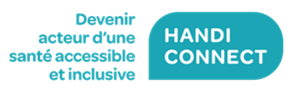 Devenir
acteur d'une
santé accessible
et inclusive
HANDI
CONNECT